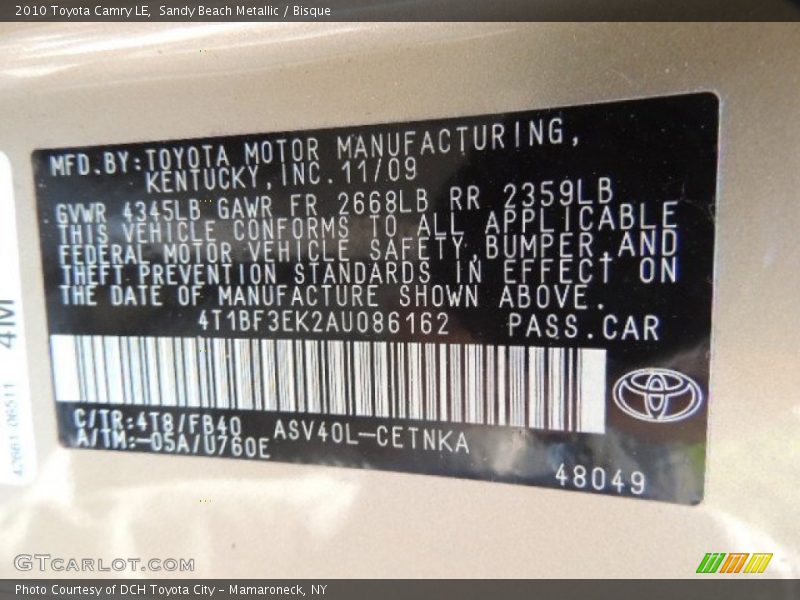 2010 Toyota Camry LE, Sandy Beach Metallic / Bisque
MFD.BY:TOYOTA MOTOR MANUFACTURING,
KENTUCKY,INC.11/09
GVWR 4345LB GAWR FR 2668LB RR 2359LB
THIS VEHICLE CONFORMS TO ALL APPLICABLE
FEDERAL MOTOR VEHICLE SAFETY,BUMPER,AND
THEFT PREVENTION STANDARDS IN EFFECT ON
THE DATE OF MANUFACTURE SHOWN ABOVE.
4T1BF3EK2AU086162 PASS.CAR
C/TR:4T8/FB40 ASV40L-CETNKA
A/TM:-05A/U760E
48049
4M
42661 06511
GTCARLOT.COM
Photo Courtesy of DCH Toyota City - Mamaroneck, NY